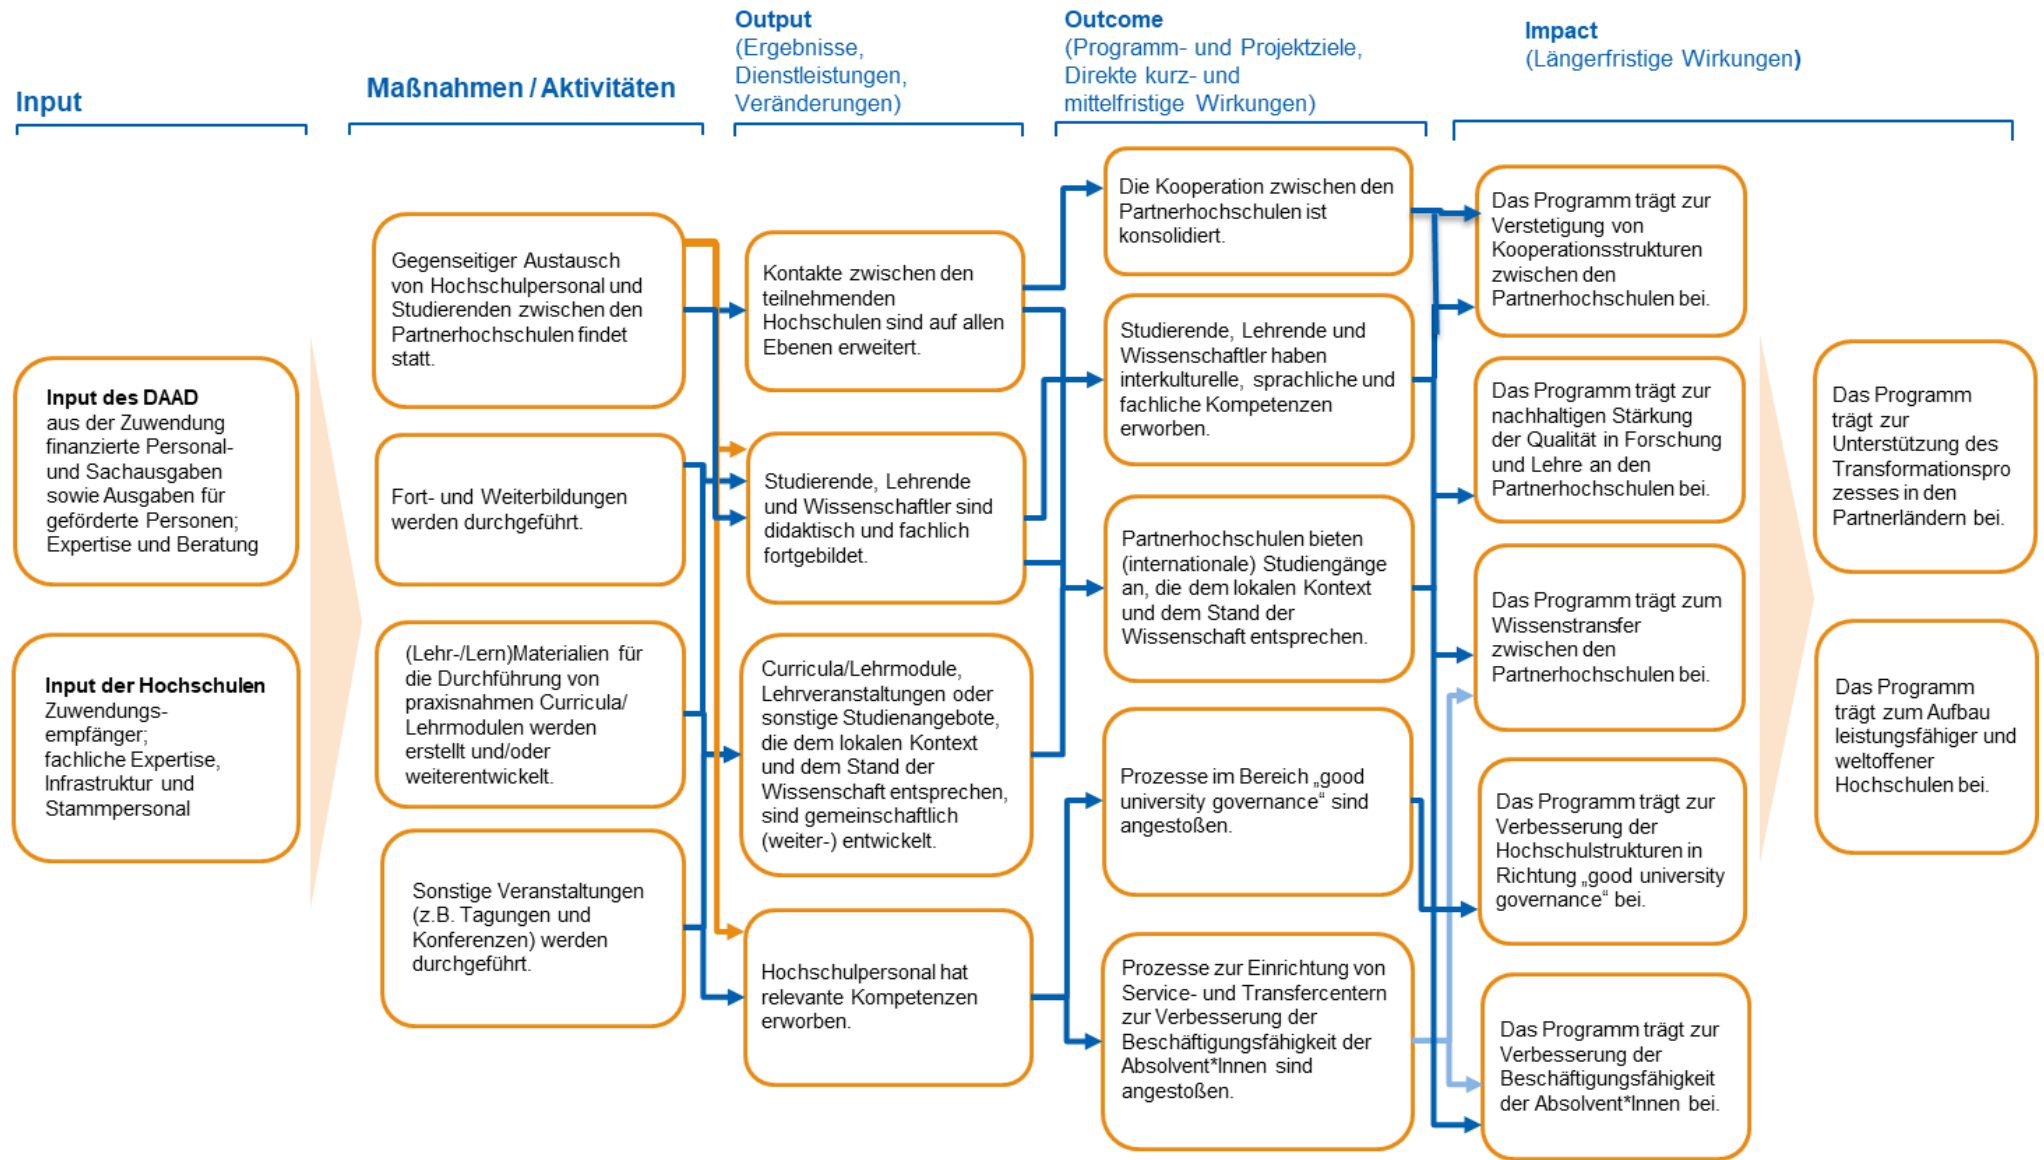 Input
Maßnahmen / Aktivitäten
Output
(Ergebnisse,
Dienstleistungen,
Veränderungen)
Outcome
(Programm- und Projektziele,
Direkte kurz- und
mittelfristige Wirkungen)
Impact
(Längerfristige Wirkungen)
Input des DAAD
aus der Zuwendung
finanzierte Personal-
und Sachausgaben
sowie Ausgaben für
geförderte Personen;
Expertise und Beratung
Input der Hochschulen
Zuwendungs-
empfänger;
fachliche Expertise,
Infrastruktur und
Stammpersonal
Gegenseitiger Austausch
von Hochschulpersonal und
Studierenden zwischen den
Partnerhochschulen findet
statt.
Fort- und Weiterbildungen
werden durchgeführt.
(Lehr-/Lern)Materialien für
die Durchführung von
praxisnahmen Curricula/
Lehrmodulen werden
erstellt und/oder
weiterentwickelt.
Sonstige Veranstaltungen
(z.B. Tagungen und
Konferenzen) werden
durchgeführt.
Kontakte zwischen den
teilnehmenden
Hochschulen sind auf allen
Ebenen erweitert.
Studierende, Lehrende
und Wissenschaftler sind
didaktisch und fachlich
fortgebildet.
Curricula/Lehrmodule,
Lehrveranstaltungen oder
sonstige Studienangebote,
die dem lokalen Kontext
und dem Stand der
Wissenschaft entsprechen,
sind gemeinschaftlich
(weiter-) entwickelt.
Hochschulpersonal hat
relevante Kompetenzen
erworben.
Die Kooperation zwischen den
Partnerhochschulen ist
konsolidiert.
Studierende, Lehrende und
Wissenschaftler haben
interkulturelle, sprachliche und
fachliche Kompetenzen
erworben.
Partnerhochschulen bieten
(internationale) Studiengänge
an, die dem lokalen Kontext
und dem Stand der
Wissenschaft entsprechen.
Prozesse im Bereich „good
university governance“ sind
angestoßen.
Prozesse zur Einrichtung von
Service- und Transfercentern
zur Verbesserung der
Beschäftigungsfähigkeit der
Absolvent*Innen sind
angestoßen.
Das Programm trägt zur
Verstetigung von
Kooperationsstrukturen
zwischen den
Partnerhochschulen bei.
Das Programm trägt zur
nachhaltigen Stärkung
der Qualität in Forschung
und Lehre an den
Partnerhochschulen bei.
Das Programm trägt zum
Wissenstransfer
zwischen den
Partnerhochschulen bei.
Das Programm trägt zur
Verbesserung der
Hochschulstrukturen in
Richtung „good university
governance“ bei.
Das Programm trägt zur
Verbesserung der
Beschäftigungsfähigkeit
der Absolvent*Innen bei.
Das Programm
trägt zur
Unterstützung des
Transformationspro
zesses in den
Partnerländern bei.
Das Programm
trägt zum Aufbau
leistungsfähiger und
weltoffener
Hochschulen bei.